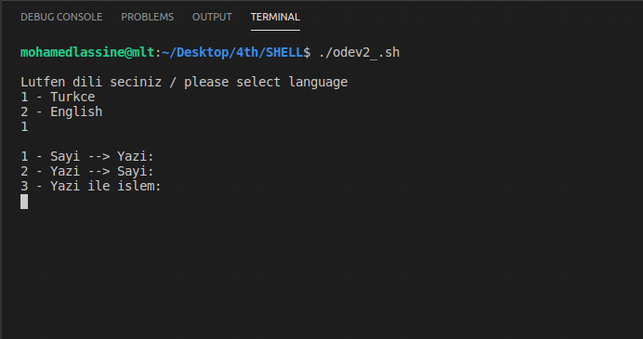 DEBUG CONSOLE PROBLEMS OUTPUT TERMINAL
mohamedlassine@mlt:~/Desktop/4th/SHELL$ ./odev2_.sh
Lutfen dili seciniz / please select language
1 - Turkce
2 - English
1
1 - Sayi --> Yazi:
2 - Yazi --> Sayi:
3 - Yazi ile islem: